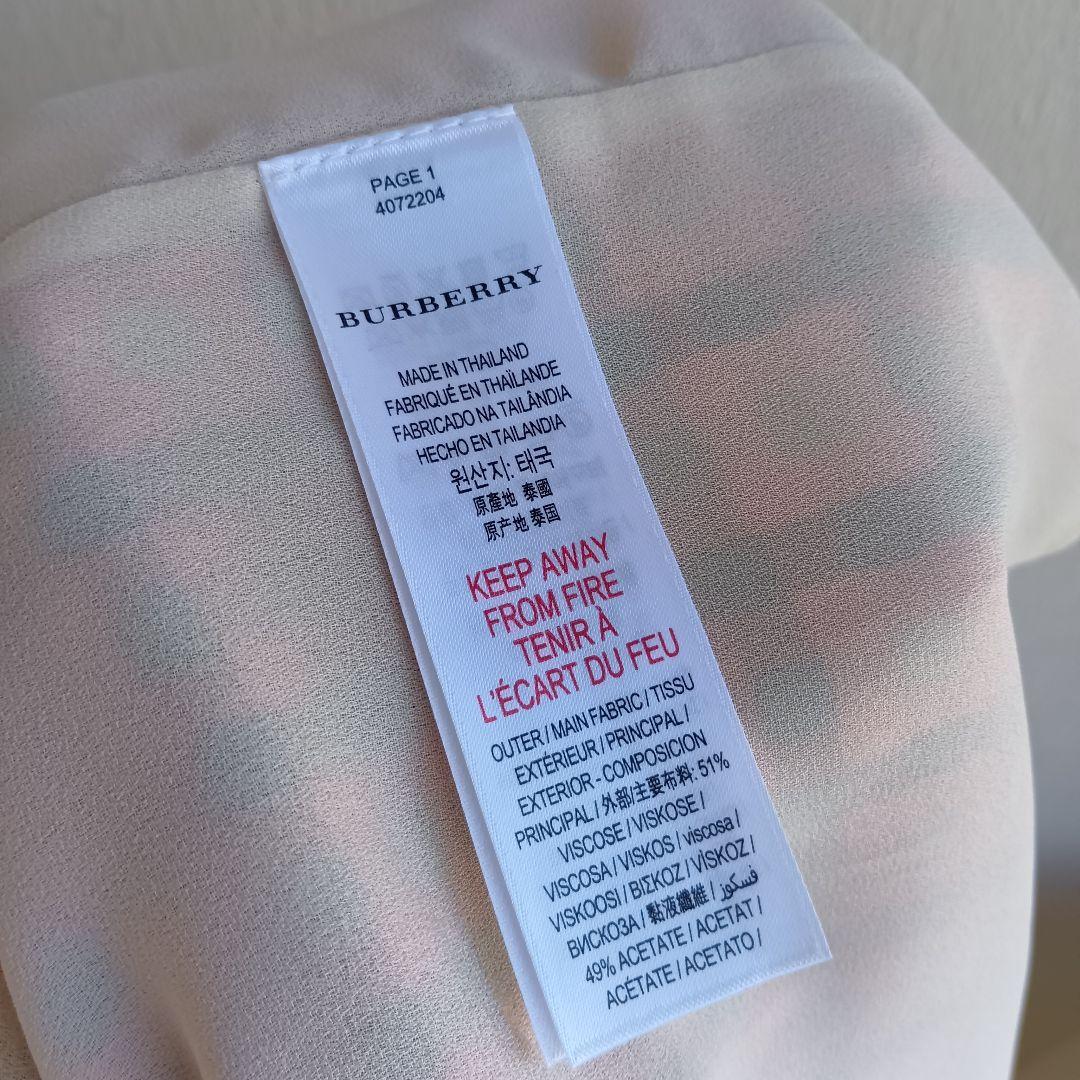 PAGE 1
4072204
BURBERRY
MADE IN THAILAND
FABRIQUÉ EN THAÏLANDE
FABRICADO NA TAILÂNDIA
HECHO EN TAILANDIA
원산지: 태국
原產地 泰國
原产地 泰国
KEEP AWAY
FROM FIRE
TENIR À
L'ÉCART DU FEU
OUTER / MAIN FABRIC / TISSU
EXTÉRIEUR / PRINCIPAL /
EXTERIOR - COMPOSICION
PRINCIPAL / 外部/主要布料: 51%
VISCOSE / VISKOSE /
VISCOSA / VISKOS / viscosa /
VISKOOSI / ΒΙΣΚΟΖ / VİSKOZ /
ВИСКОЗА / 黏液纖維 / فسكوز /
49% ACETATE / ACETAT /
ACÉTATE / ACETATO /